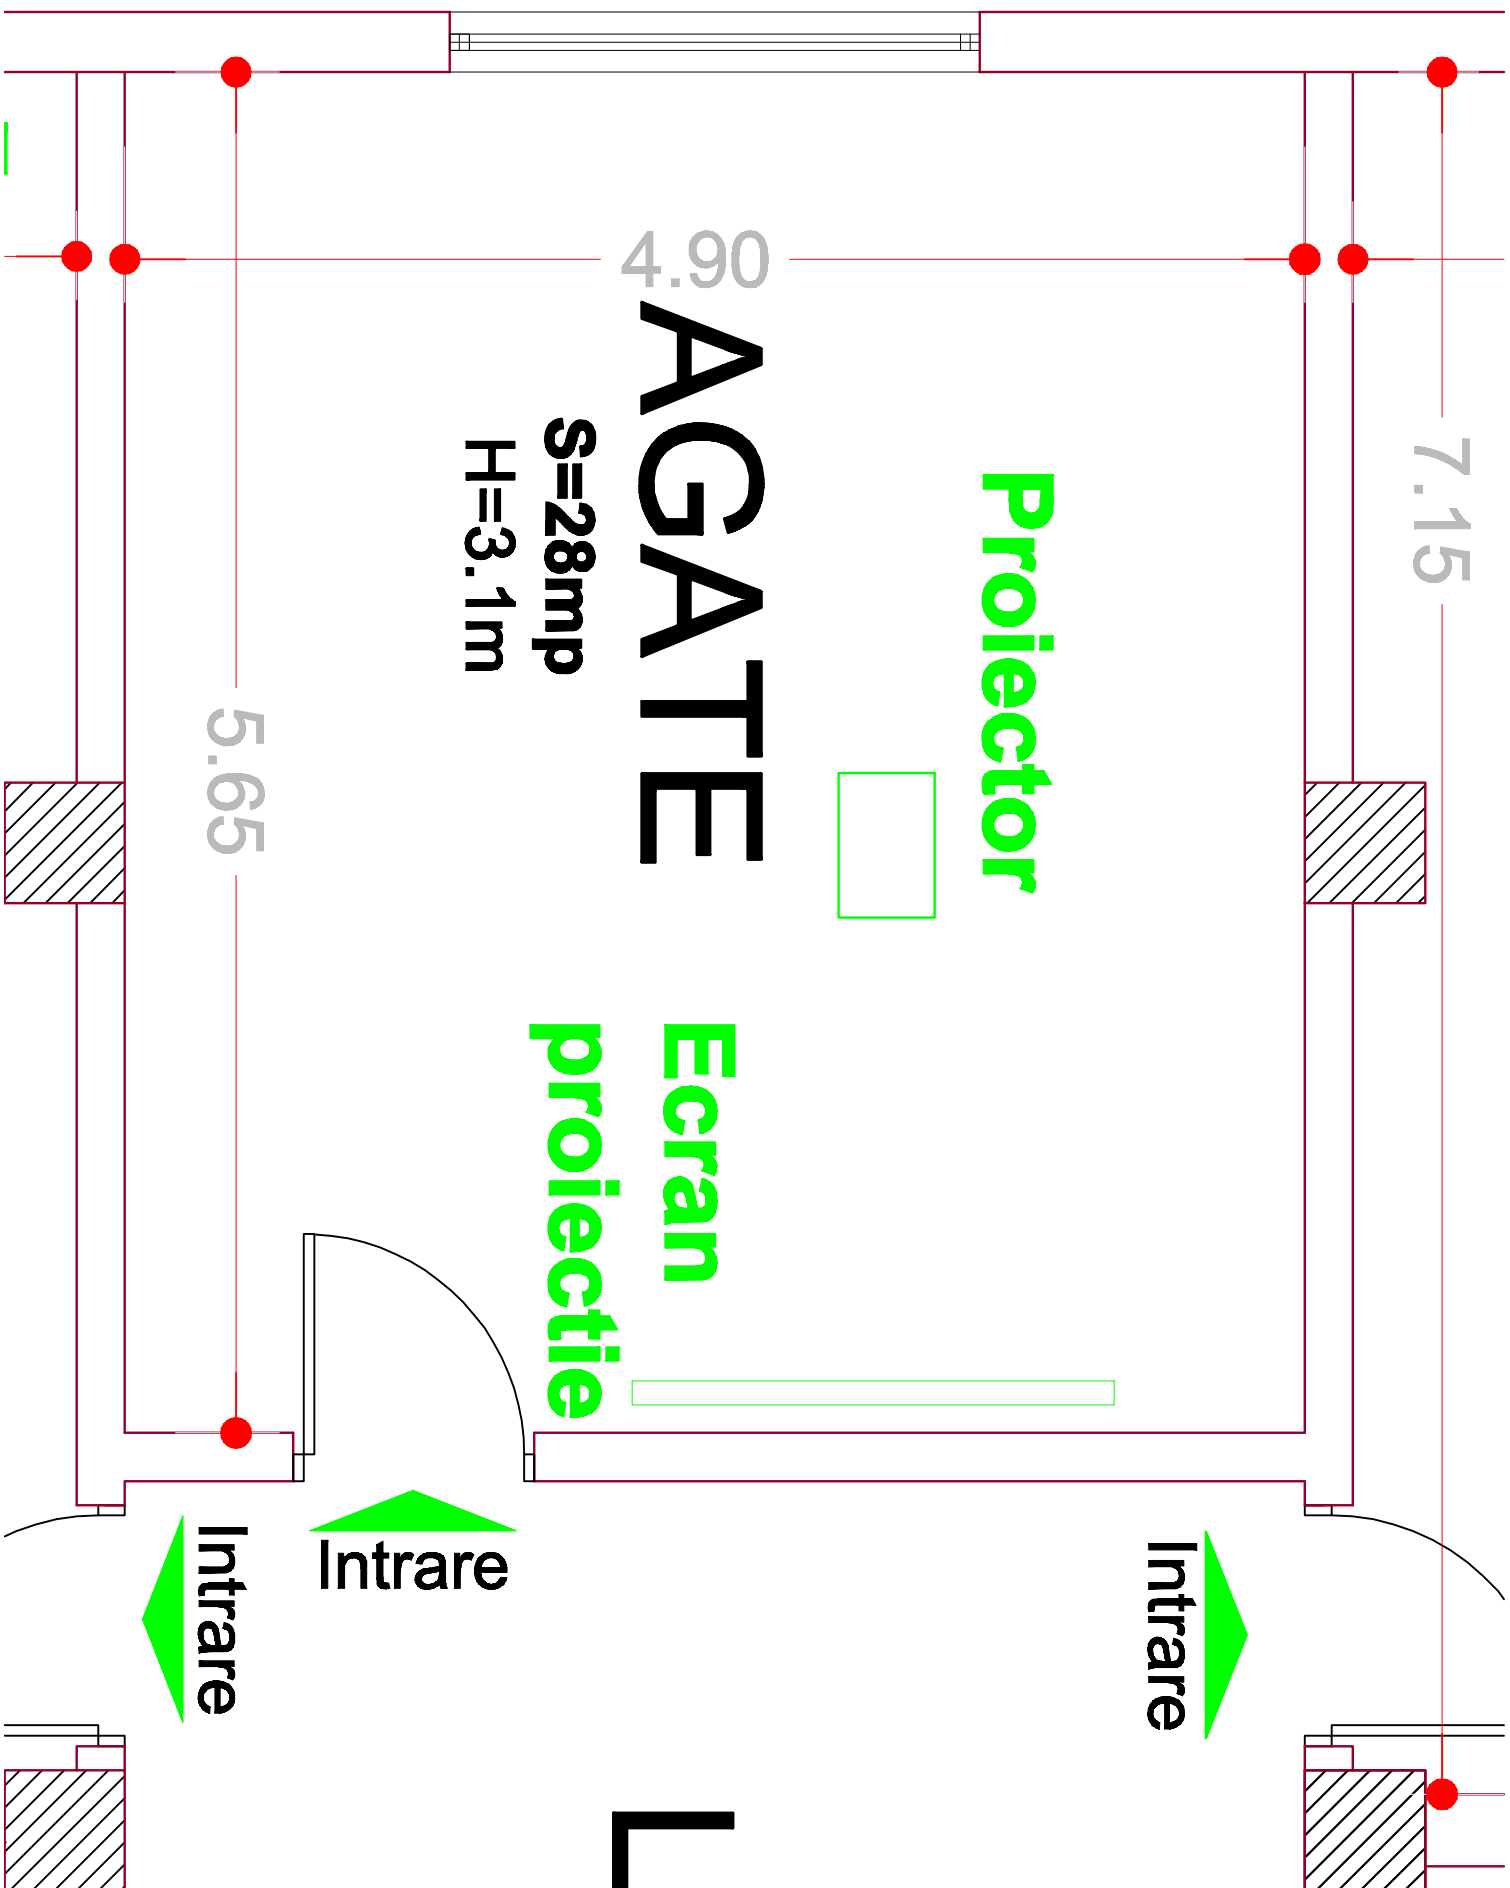 4.90
AGATE
S=28mp
H=3.1m
Proiector
7.15
5.65
Ecran
proiectie
Intrare
Intrare
Intrare
L